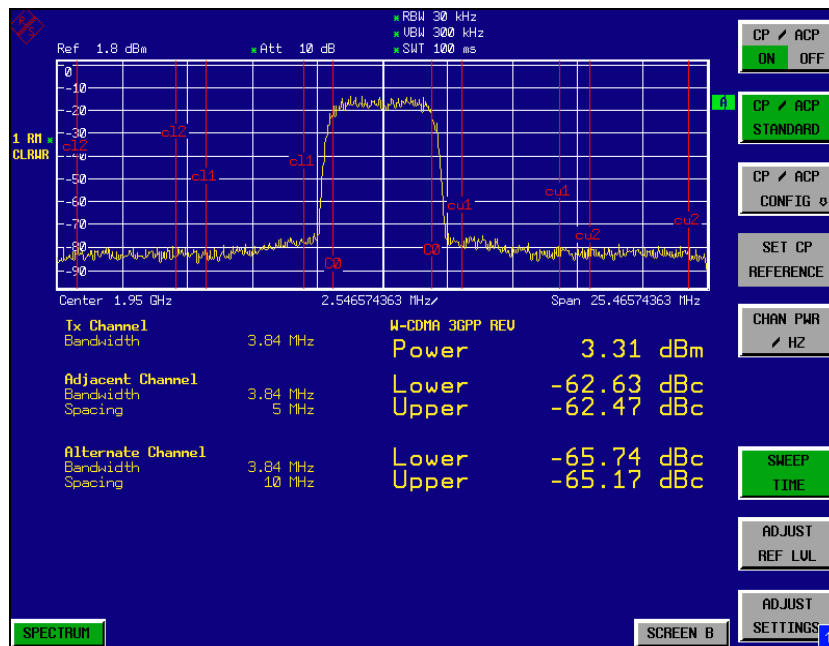 *RBW 30 kHz
*VBW 300 kHz
Ref 1.8 dBm *Att 10 dB *SWT 100 ms
0
-10
-20
-30
-50
-60
-70
-80
-90
1 RM *
CLRWR
A
cl2
cl2
cl1
cl1
C0
C0
cu1
cu1
cu2
cu2
Center 1.95 GHz 2.546574363 MHz/ Span 25.46574363 MHz
Tx Channel W-CDMA 3GPP REV
Bandwidth 3.84 MHz
Power 3.31 dBm
Adjacent Channel
Bandwidth 3.84 MHz Lower -62.63 dBc
Spacing 5 MHz Upper -62.47 dBc
Alternate Channel
Bandwidth 3.84 MHz Lower -65.74 dBc
Spacing 10 MHz Upper -65.17 dBc
SPECTRUM
SCREEN B
CP / ACP
ON OFF
CP / ACP
STANDARD
CP / ACP
CONFIG
SET CP
REFERENCE
CHAN PWR
/ HZ
SWEEP
TIME
ADJUST
REF LVL
ADJUST
SETTINGS